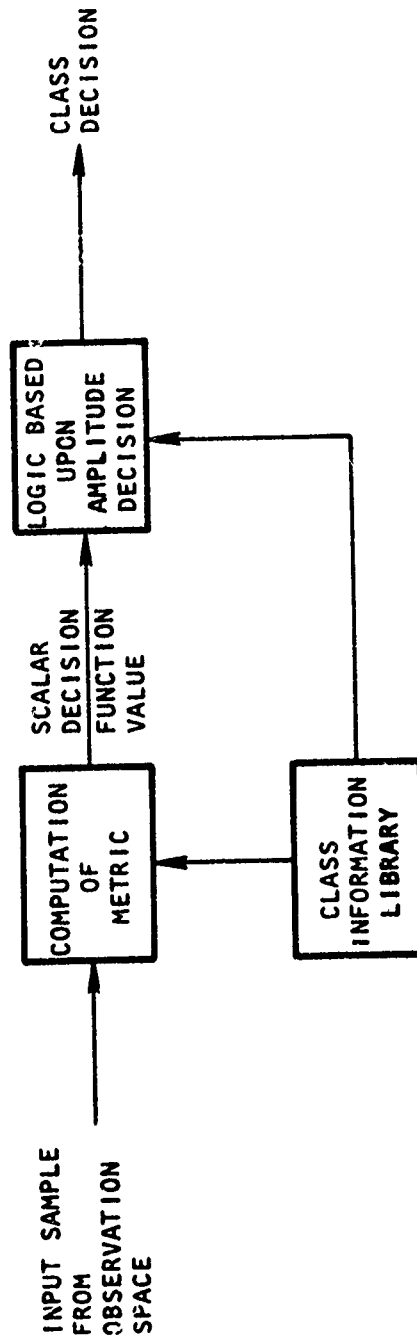 INPUT SAMPLE
FROM
OBSERVATION
SPACE
COMPUTATION
OF
METRIC
SCALAR
DECISION
FUNCTION
VALUE
LOGIC BASED
UPON
AMPLITUDE
DECISION
CLASS
DECISION
CLASS
INFORMATION
LIBRARY